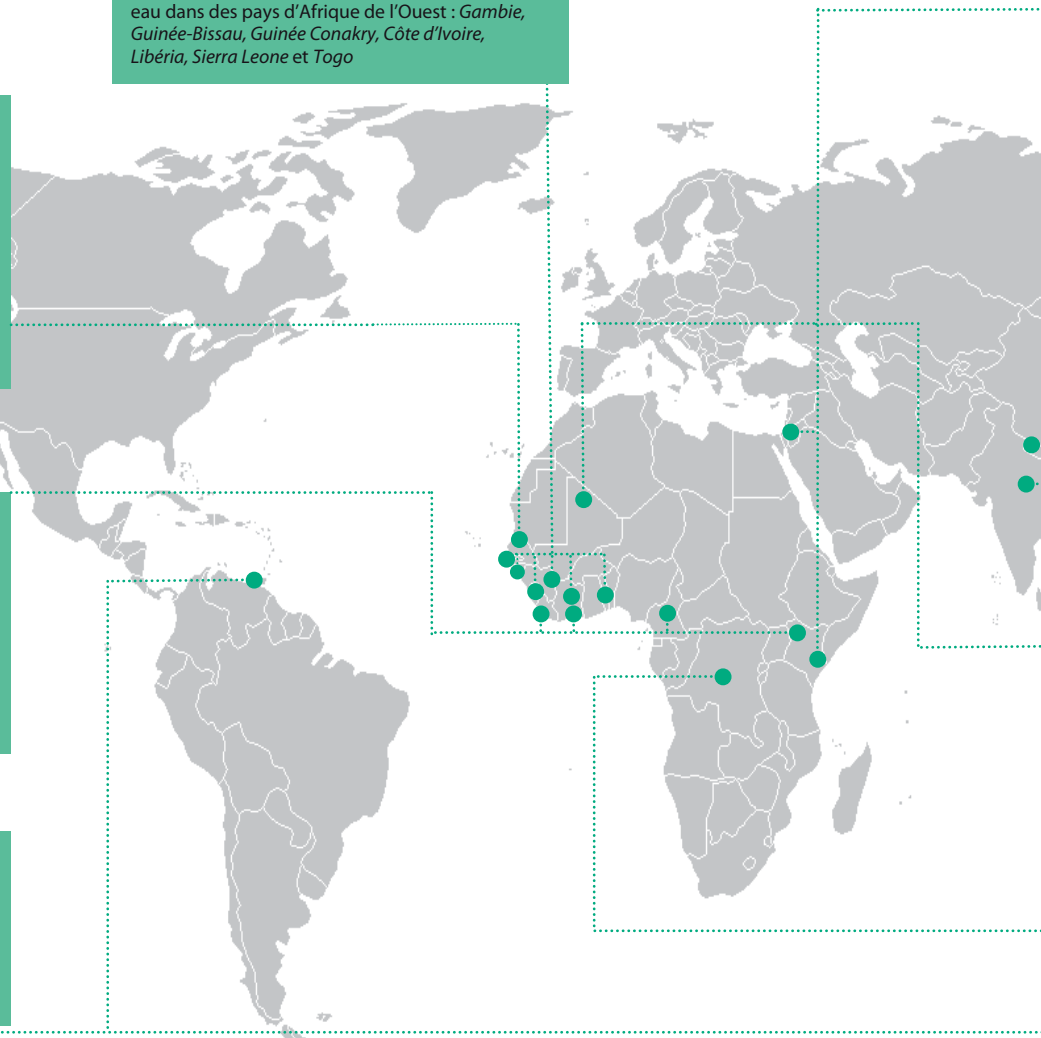 eau dans des pays d’Afrique de l’Ouest : Gambie,
Guinée-Bissau, Guinée Conakry, Côte d’Ivoire,
Libéria, Sierra Leone et Togo